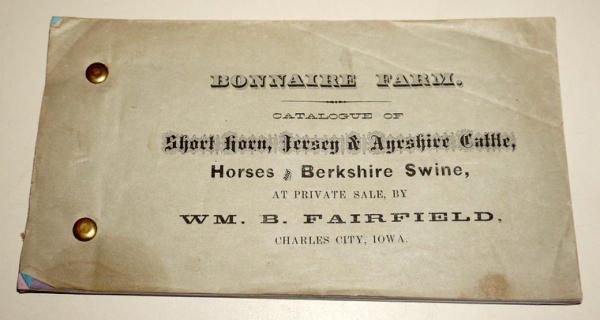 BONNAIRE FARM.
CATALOGUE OF
Short Horn, Jersey & Ayrshire Cattle,
Horses & Berkshire Swine,
AT PRIVATE SALE, BY
WM. B. FAIRFIELD,
CHARLES CITY, IOWA.